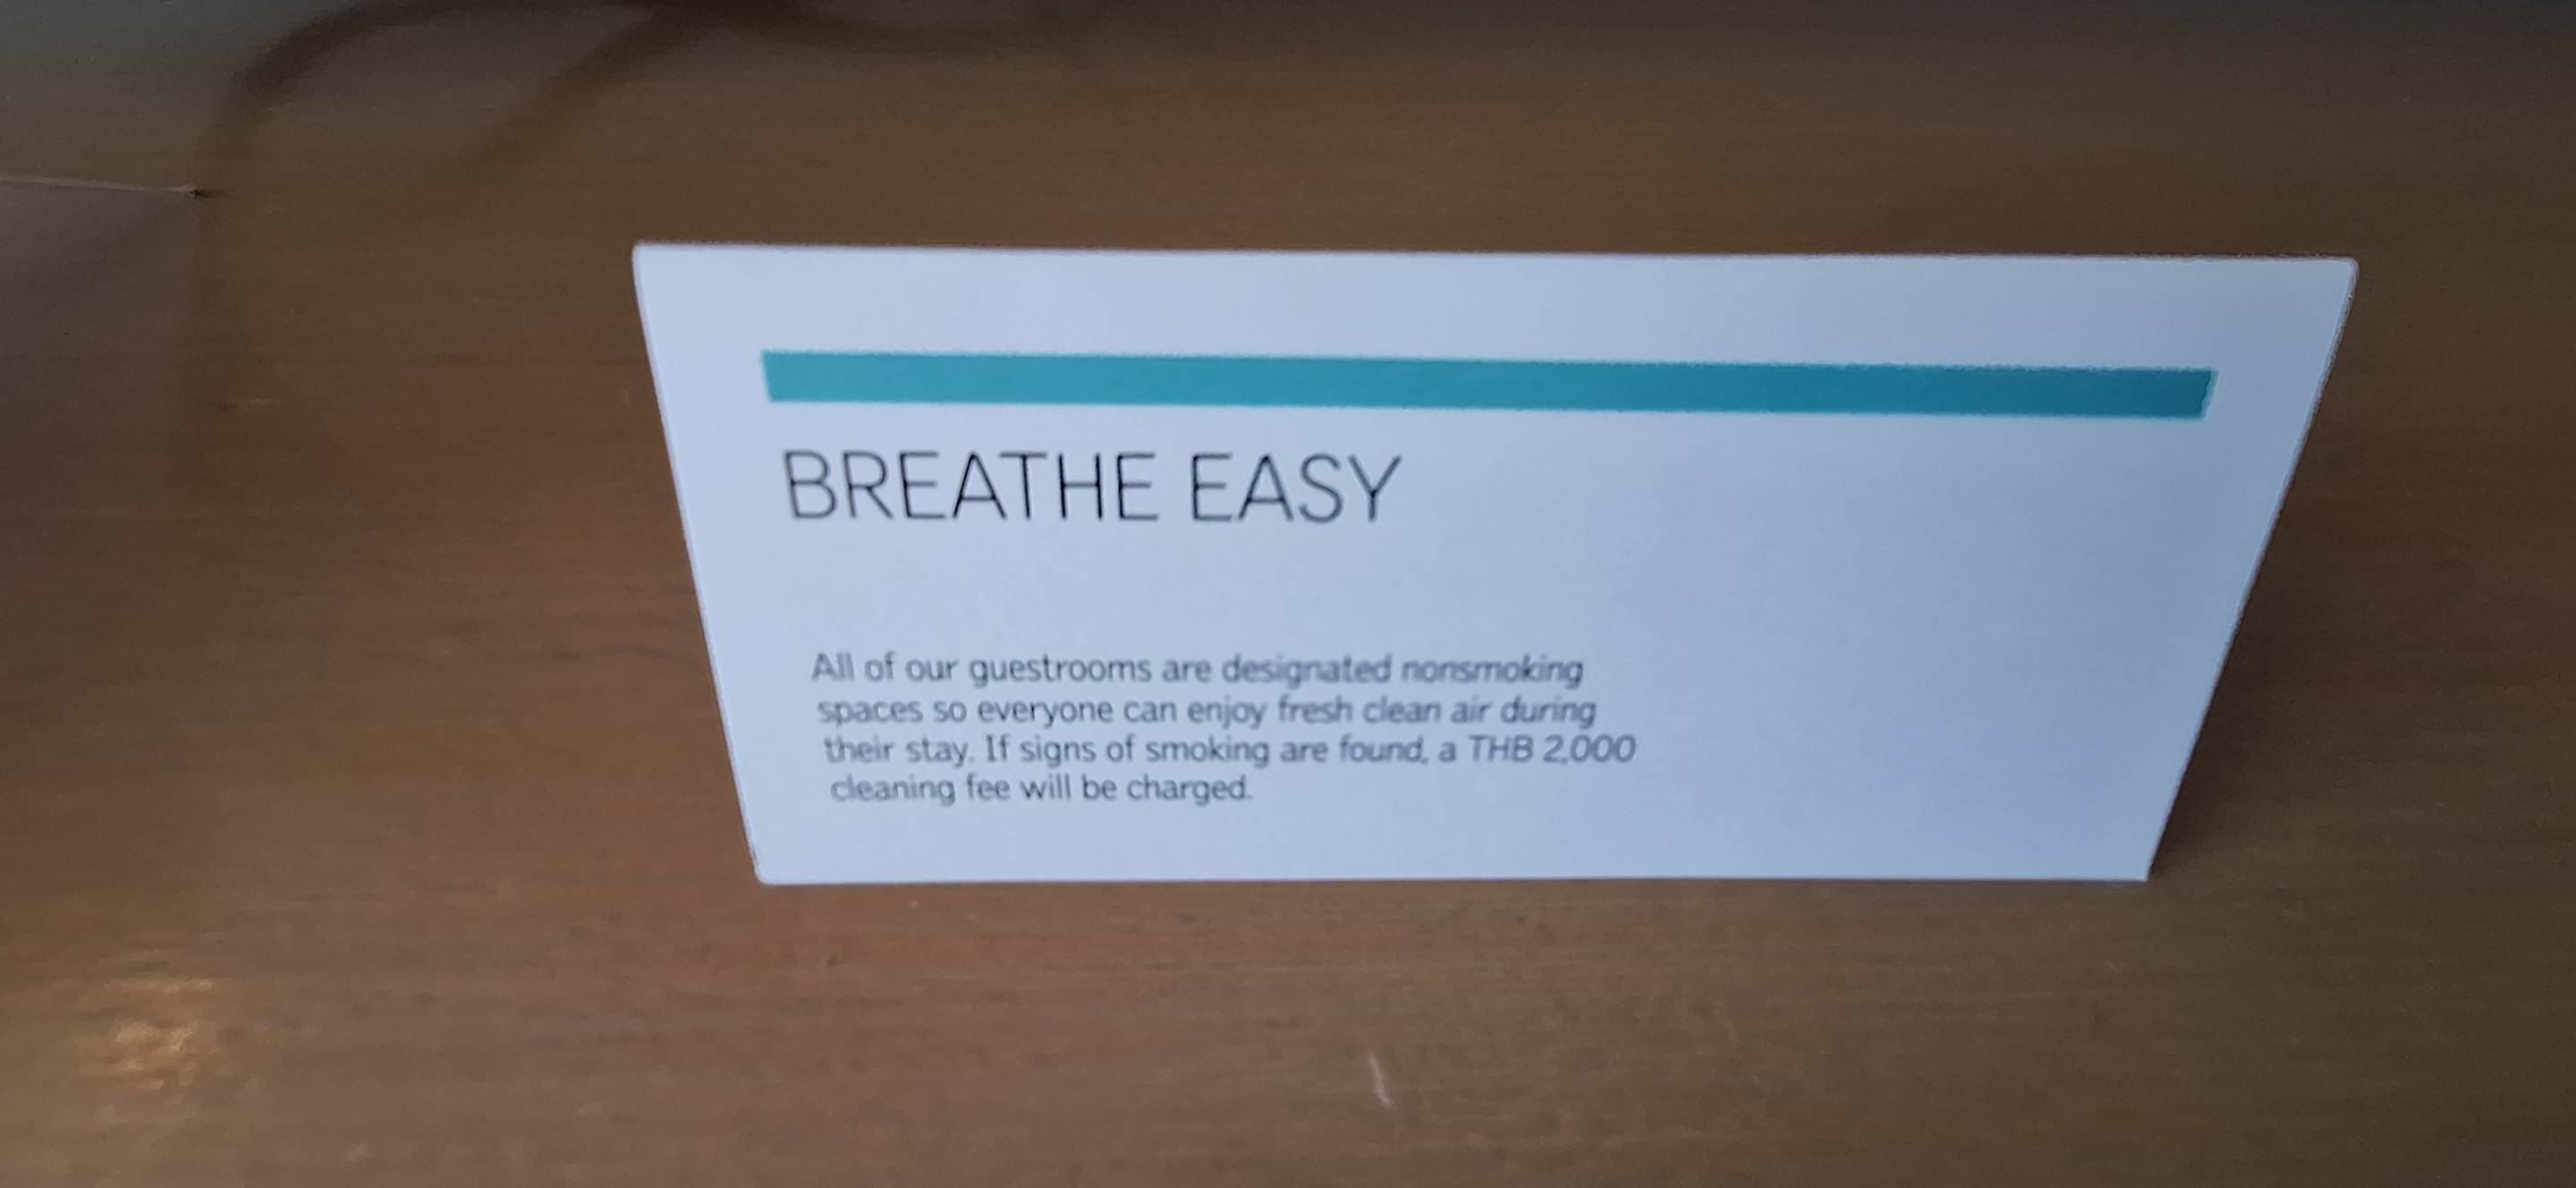 BREATHE EASY
All of our guestrooms are designated nonsmoking
spaces so everyone can enjoy fresh clean air during
their stay. If signs of smoking are found, a THB 2,000
cleaning fee will be charged.